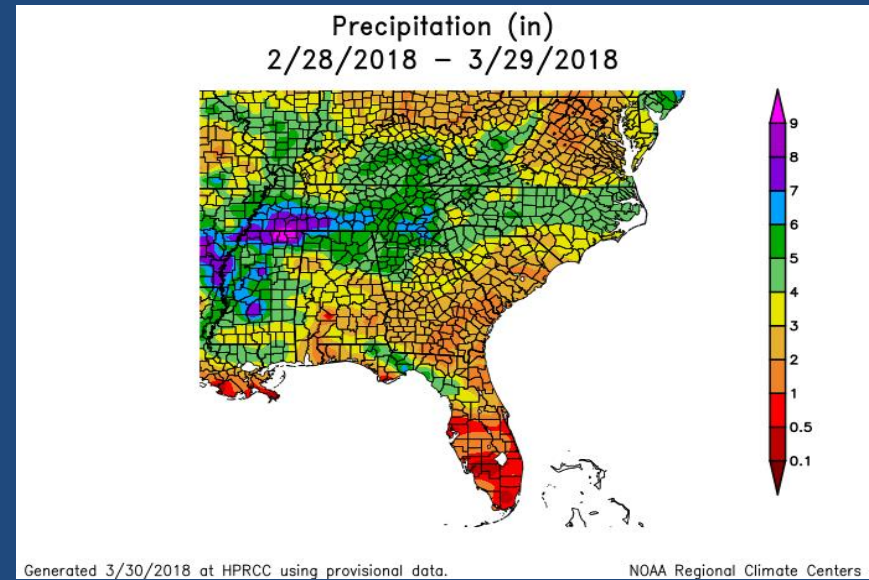 Precipitation (in)
2/28/2018 – 3/29/2018
9
8
7
6
5
4
3
2
1
0.5
0.1
Generated 3/30/2018 at HPRCC using provisional data.
NOAA Regional Climate Centers